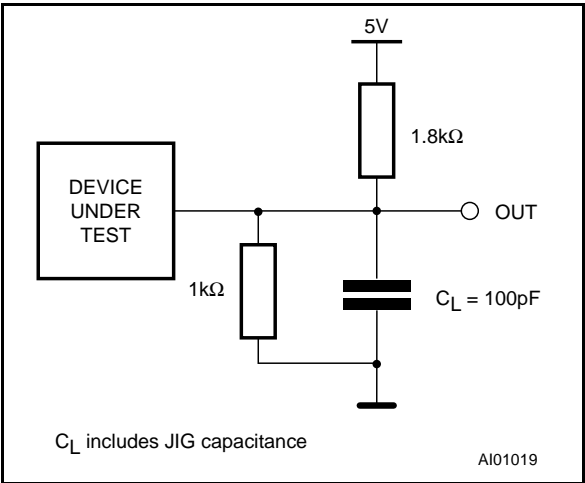 5V
1.8kΩ
DEVICE
UNDER
TEST
OUT
1kΩ
CL = 100pF
CL includes JIG capacitance
AI01019